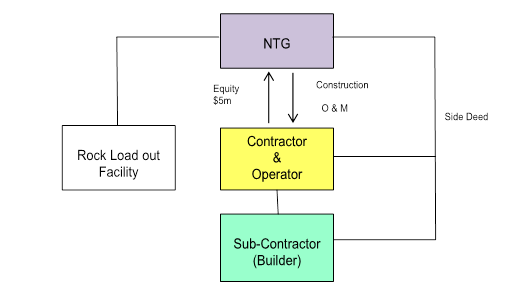 NTG
Equity
$5m
Construction
O & M
Side Deed
Rock Load out
Facility
Contractor
&
Operator
Sub-Contractor
(Builder)